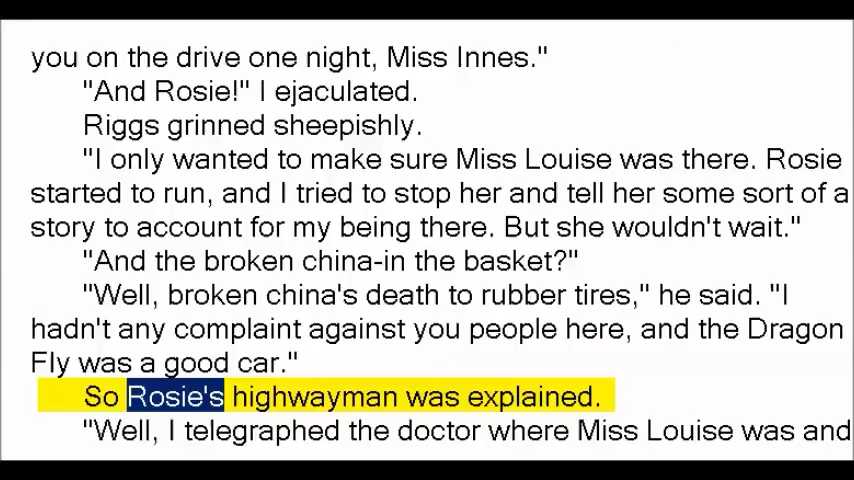 you on the drive one night, Miss Innes."
"And Rosie!" I ejaculated.
Riggs grinned sheepishly.
"I only wanted to make sure Miss Louise was there. Rosie
started to run, and I tried to stop her and tell her some sort of a
story to account for my being there. But she wouldn't wait."
"And the broken china-in the basket?"
"Well, broken china's death to rubber tires," he said. "I
hadn't any complaint against you people here, and the Dragon
Fly was a good car."
So Rosie's highwayman was explained.
"Well, I telegraphed the doctor where Miss Louise was and